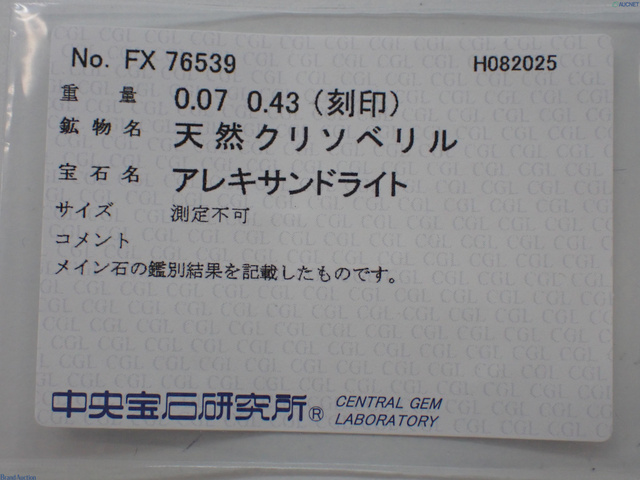 AUCNET
No. FX 76539 H082025
重量 0.07 0.43 (刻印)
鉱物名 天然クリソベリル
宝石名 アレキサンドライト
サイズ 測定不可
コメント
メイン石の鑑別結果を記載したものです。
中央宝石研究所® CENTRAL GEM
LABORATORY
BrandAuction